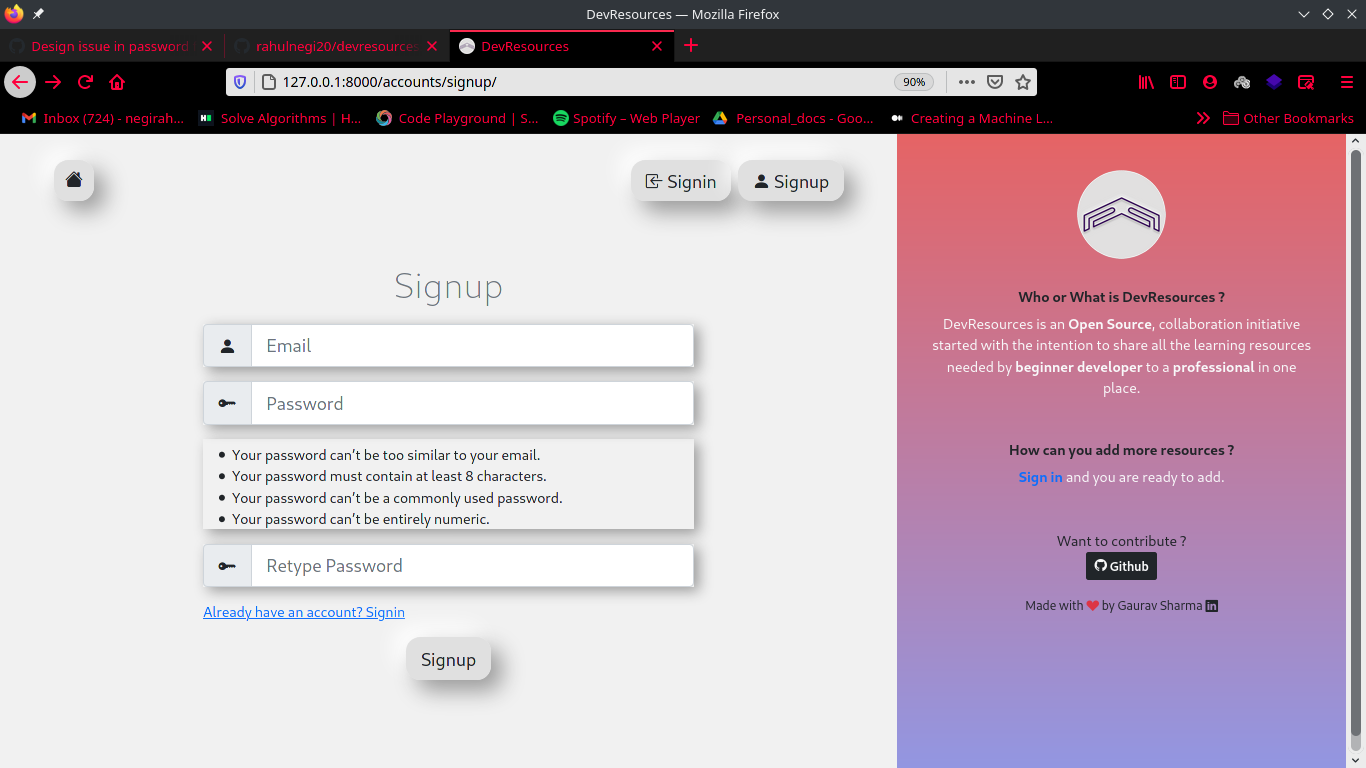 DevResources — Mozilla Firefox
Design issue in password
rahulnegi20/devresources
DevResources
127.0.0.1:8000/accounts/signup/
90%
Inbox (724) - negirah...
Solve Algorithms | H...
Code Playground | S...
Spotify – Web Player
Personal_docs - Goo...
Creating a Machine L...
Other Bookmarks
Signin
Signup
Signup
Email
Password
Your password can't be too similar to your email.
Your password must contain at least 8 characters.
Your password can't be a commonly used password.
Your password can't be entirely numeric.
Retype Password
Already have an account? Signin
Signup
Who or What is DevResources ?
DevResources is an Open Source, collaboration initiative
started with the intention to share all the learning resources
needed by beginner developer to a professional in one
place.
How can you add more resources ?
Sign in and you are ready to add.
Want to contribute ?
Github
Made with ❤ by Gaurav Sharma in